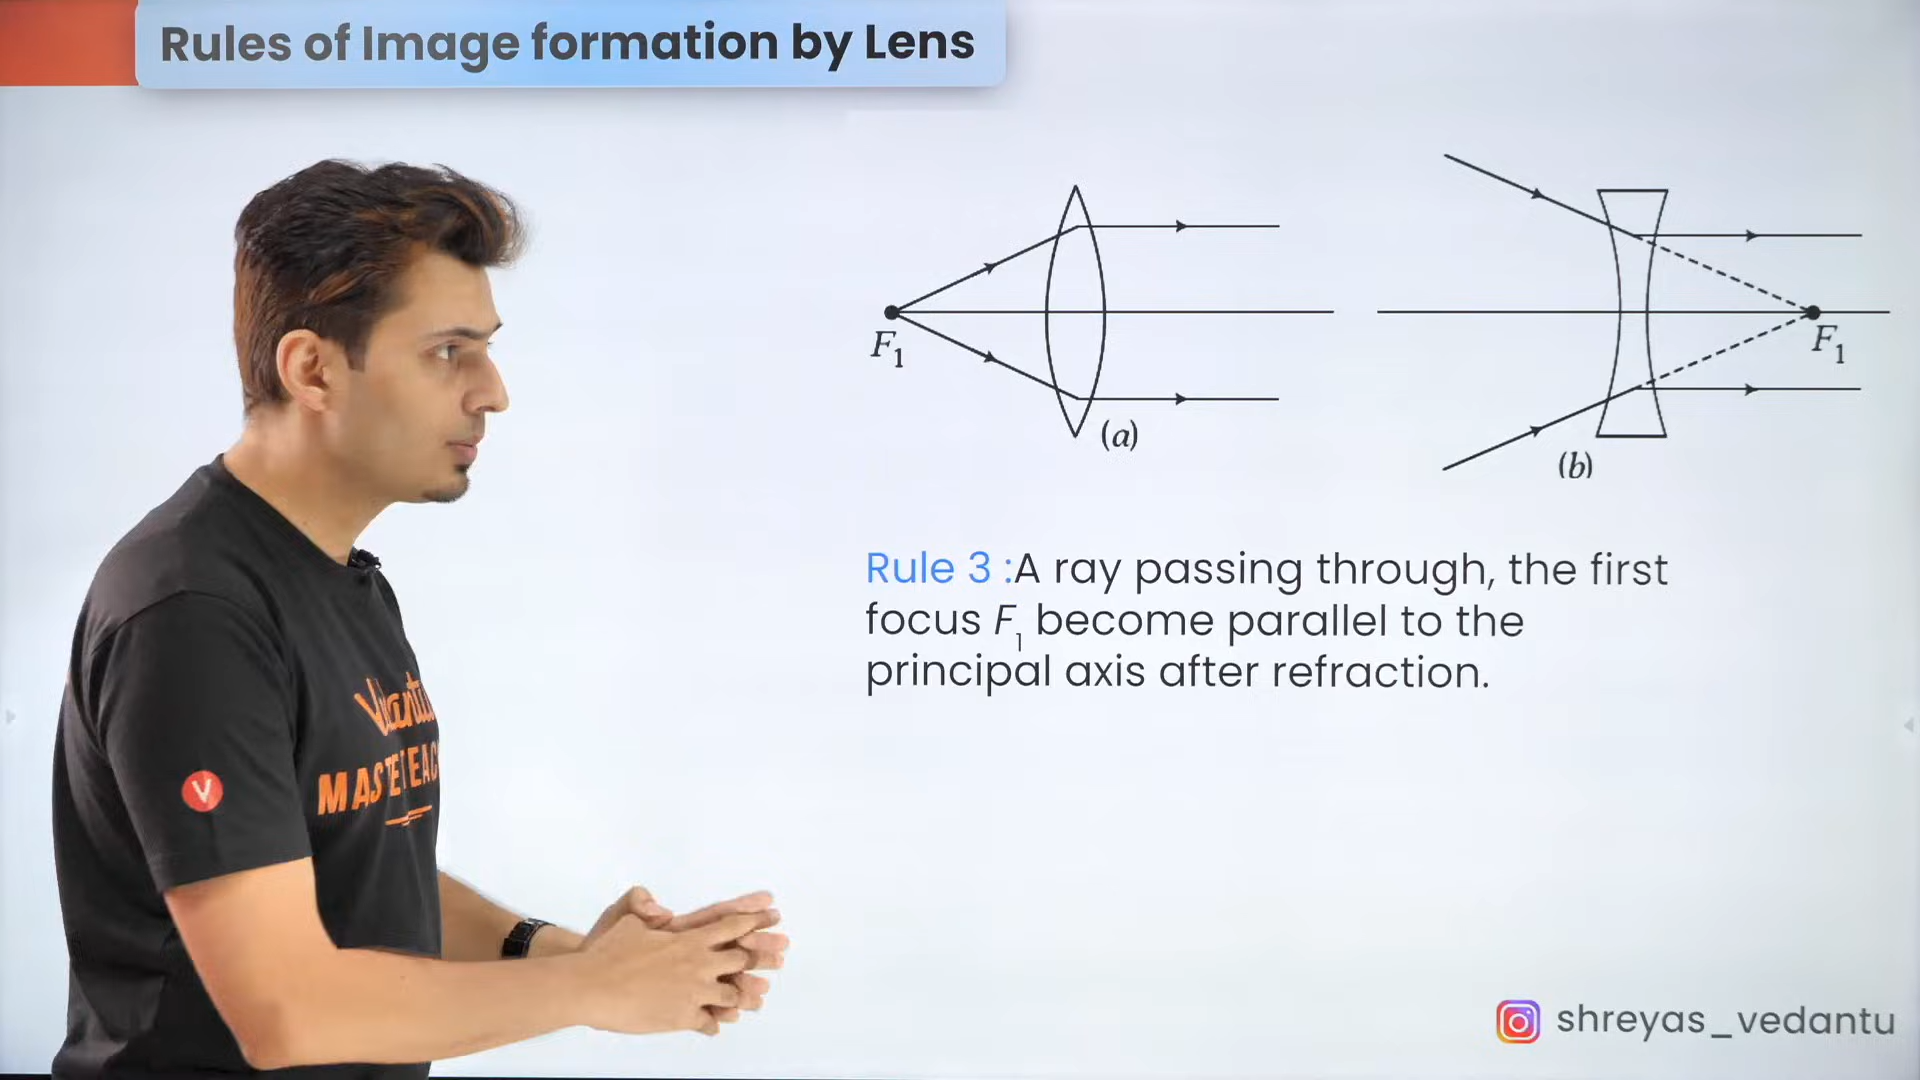 Rules of Image formation by Lens
F₁
(a)
F₁
(b)
Rule 3 :A ray passing through, the first
focus F₁ become parallel to the
principal axis after refraction.
V
shreyas_vedantu